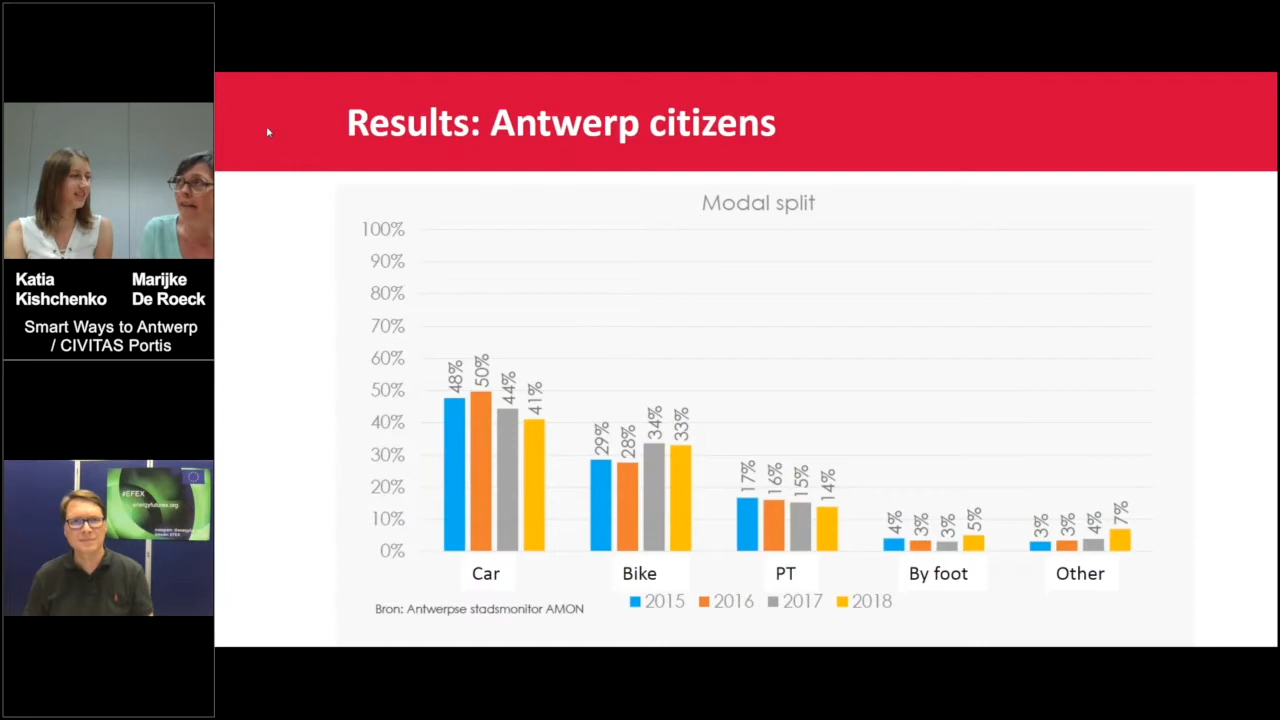 Results: Antwerp citizens
Modal split
100%
90%
80%
70%
60%
50%
40%
30%
20%
10%
0%
48% 50% 44% 41%
29% 28% 34% 33%
17% 16% 15% 14%
4% 3% 3% 5%
3% 3% 4% 7%
Car Bike PT By foot Other
2015 2016 2017 2018
Bron: Antwerpse stadsmonitor AMON
Katia Marijke
Kishchenko De Roeck
Smart Ways to Antwerp
/ CIVITAS Portis
#EFEX
energyfutures.org